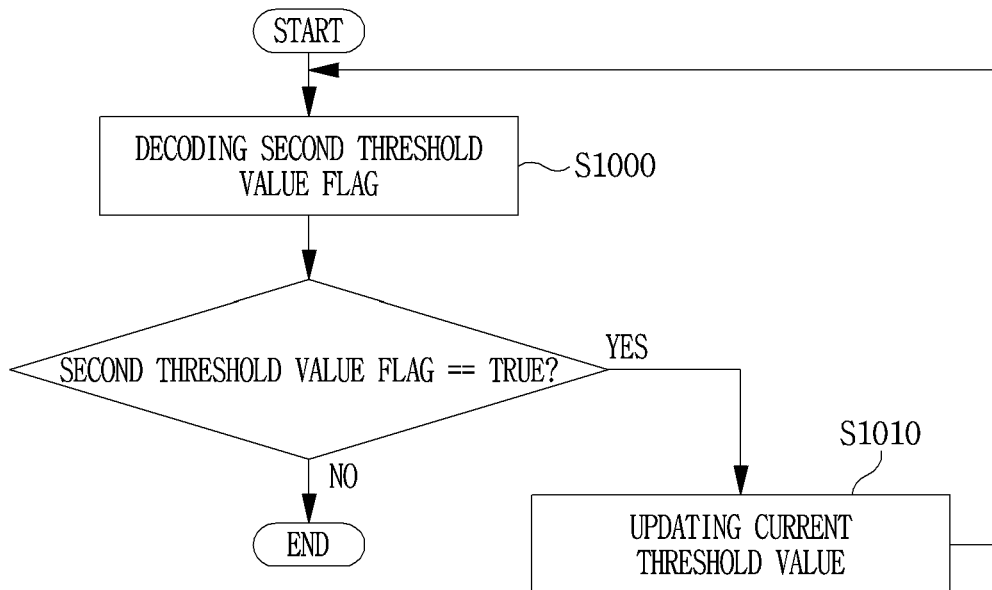 START
DECODING SECOND THRESHOLD
VALUE FLAG
S1000
SECOND THRESHOLD VALUE FLAG == TRUE?
YES
NO
S1010
UPDATING CURRENT
THRESHOLD VALUE
END